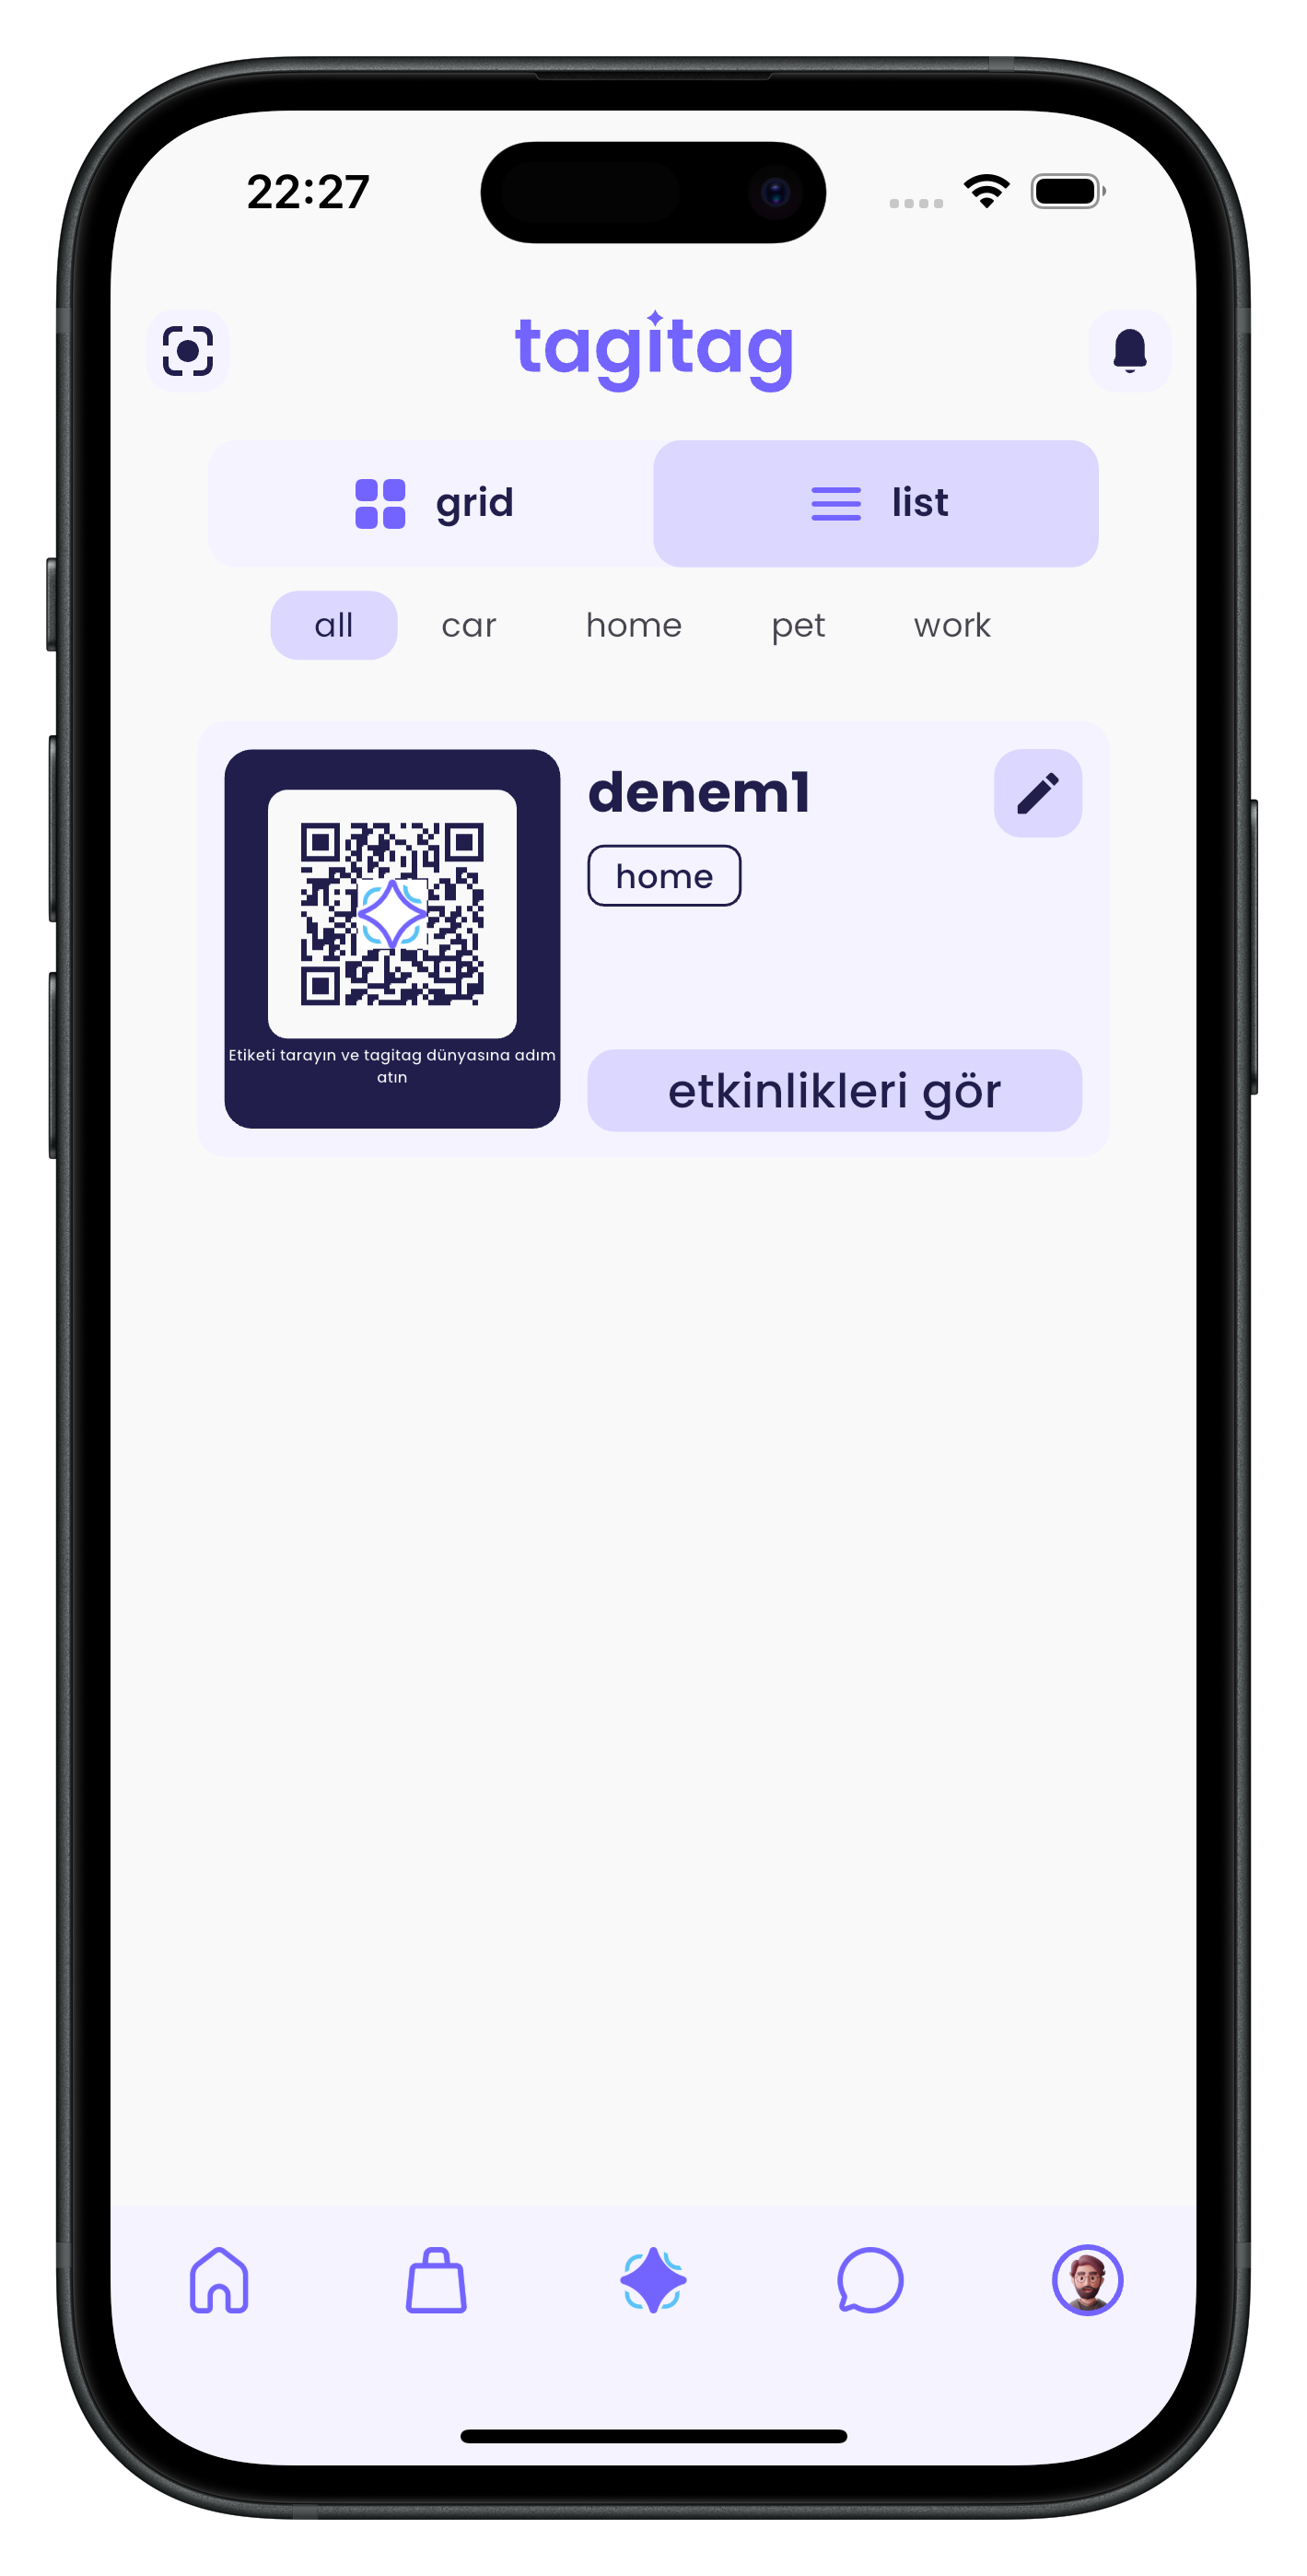 22:27
tagitag
grid
list
all
car
home
pet
work
denem1
home
Etiketi tarayın ve tagitag dünyasına adım
atın
etkinlikleri gör